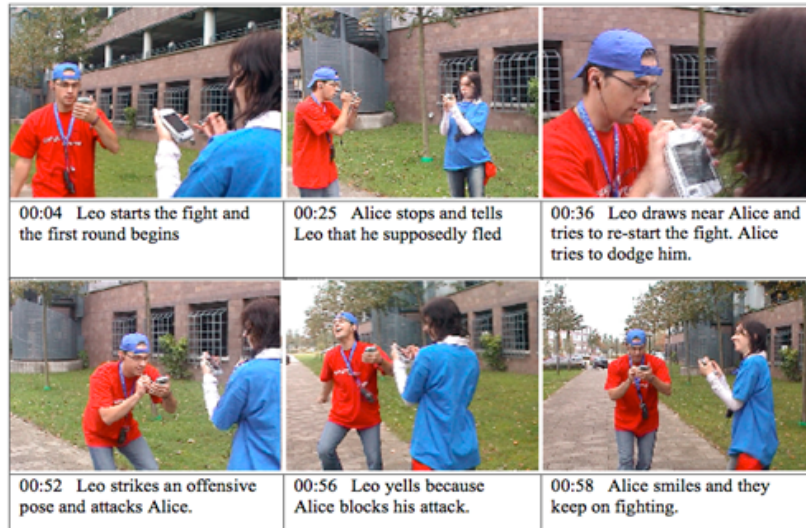 00:04 Leo starts the fight and
the first round begins
00:25 Alice stops and tells
Leo that he supposedly fled
00:36 Leo draws near Alice and
tries to re-start the fight. Alice
tries to dodge him.
00:52 Leo strikes an offensive
pose and attacks Alice.
00:56 Leo yells because
Alice blocks his attack.
00:58 Alice smiles and they
keep on fighting.